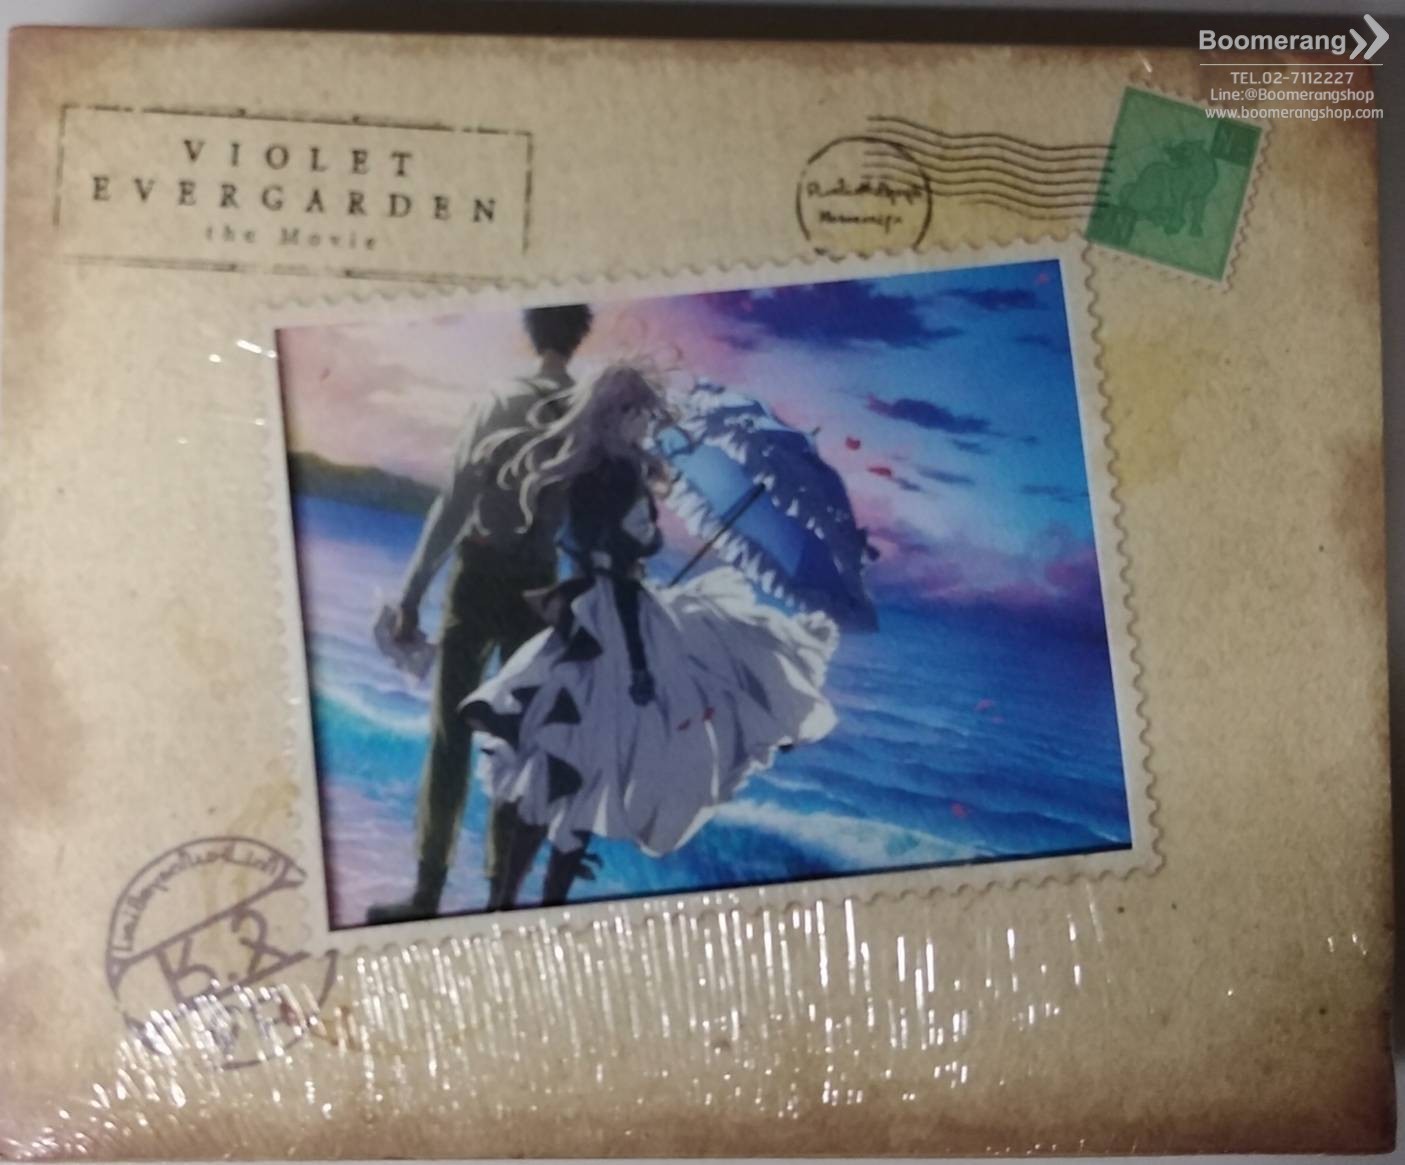 Boomerang
TEL.02-7112227
Line:@Boomerangshop
www.boomerangshop.com
VIOLET
EVERGARDEN
the Movie